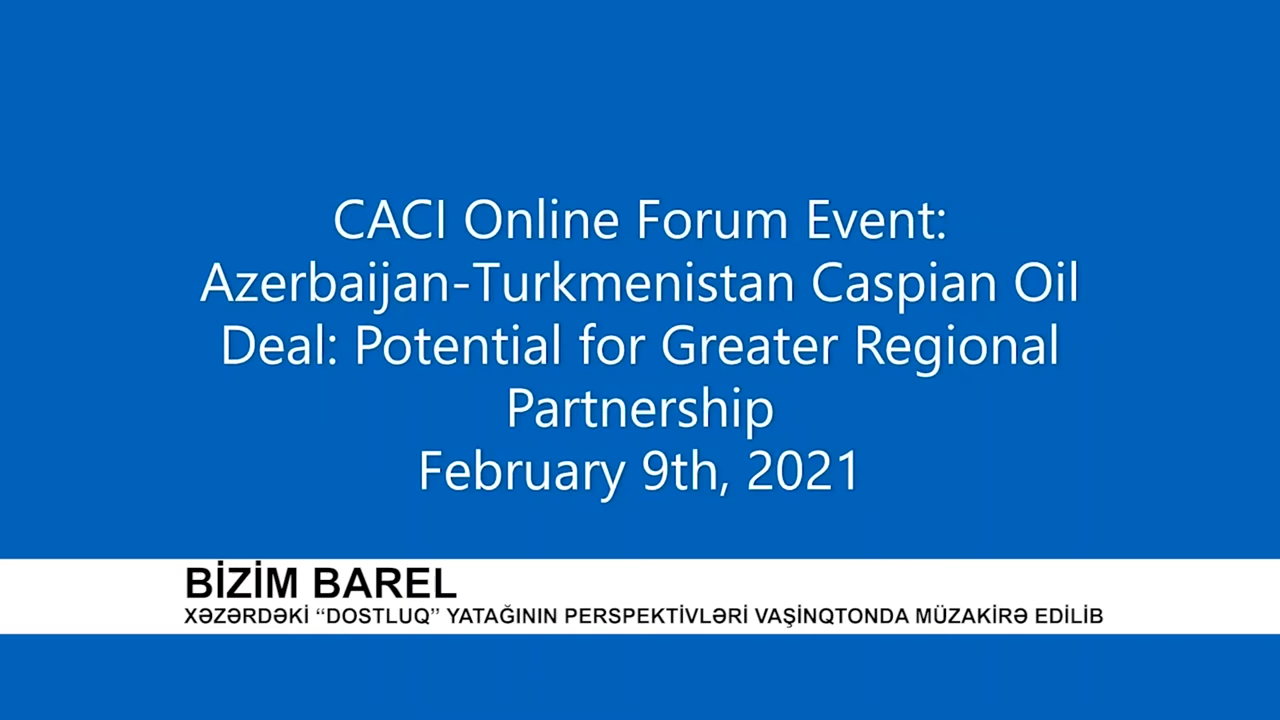 CACI Online Forum Event:
Azerbaijan-Turkmenistan Caspian Oil
Deal: Potential for Greater Regional
Partnership
February 9th, 2021
BİZİM BAREL
XƏZƏRDƏKİ “DOSTLUQ” YATAĞININ PERSPEKTİVLƏRİ VAŞİNQTONDA MÜZAKİRƏ EDİLİB